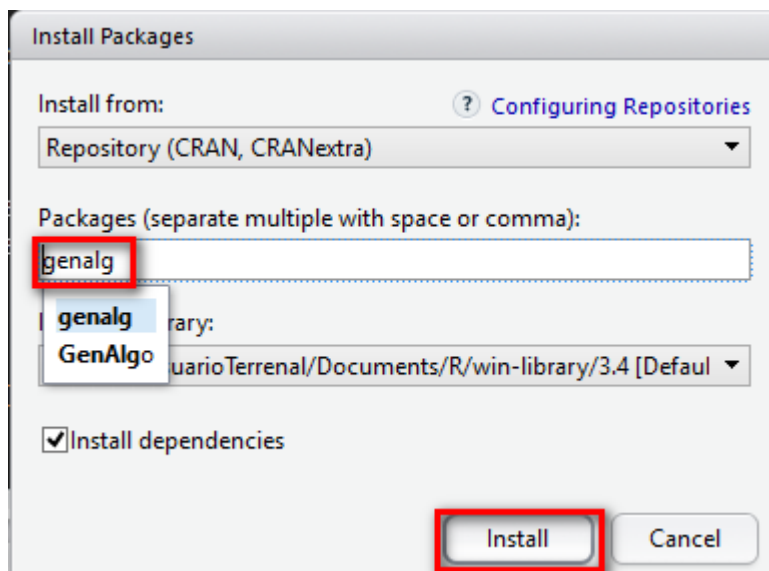 Install Packages
Install from:
? Configuring Repositories
Repository (CRAN, CRANextra)
Packages (separate multiple with space or comma):
genalg
genalg
rary:
GenAlgo
suarioTerrenal/Documents/R/win-library/3.4 [Defaul
Install dependencies
Install Cancel